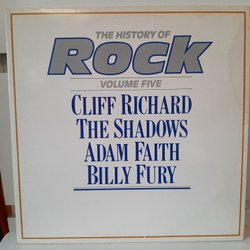 THE HISTORY OF
Rock
VOLUME FIVE
CLIFF RICHARD
THE SHADOWS
ADAM FAITH
BILLY FURY